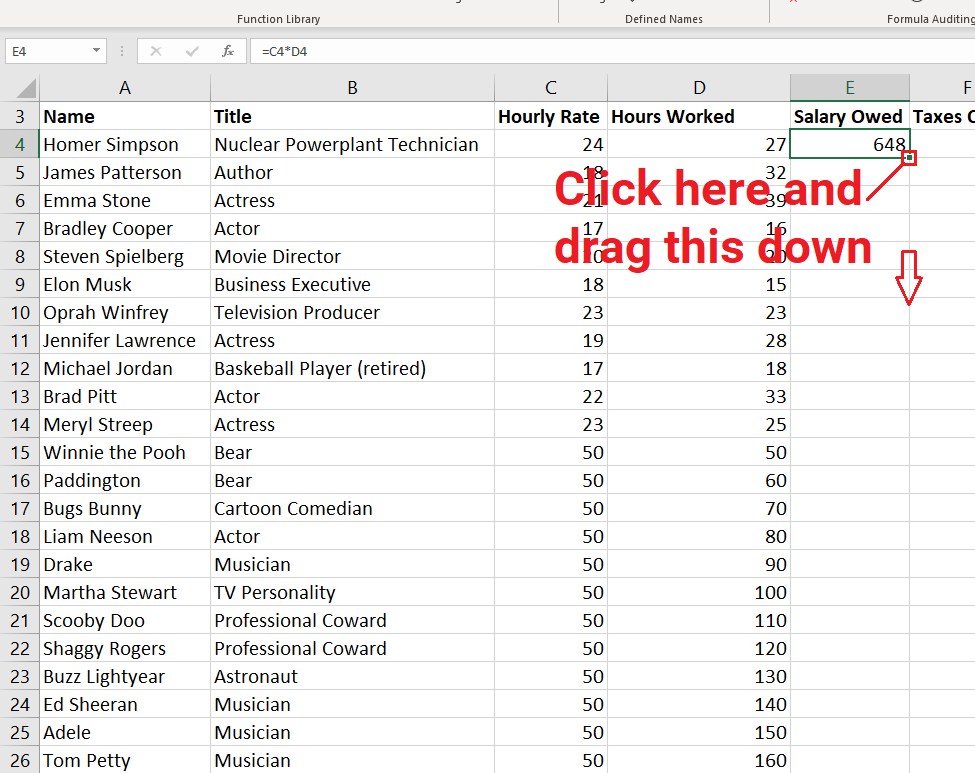 Function Library Defined Names Formula Auditing
E4 fx =C4*D4
A B C D E F
3 Name Title Hourly Rate Hours Worked Salary Owed Taxes
4 Homer Simpson Nuclear Powerplant Technician 24 27 648
5 James Patterson Author 18 32
Click here and
6 Emma Stone Actress 21 39
7 Bradley Cooper Actor 17 16
drag this down
8 Steven Spielberg Movie Director 20
9 Elon Musk Business Executive 18 15
10 Oprah Winfrey Television Producer 23 23
11 Jennifer Lawrence Actress 19 28
12 Michael Jordan Baskeball Player (retired) 17 18
13 Brad Pitt Actor 22 33
14 Meryl Streep Actress 23 25
15 Winnie the Pooh Bear 50 50
16 Paddington Bear 50 60
17 Bugs Bunny Cartoon Comedian 50 70
18 Liam Neeson Actor 50 80
19 Drake Musician 50 90
20 Martha Stewart TV Personality 50 100
21 Scooby Doo Professional Coward 50 110
22 Shaggy Rogers Professional Coward 50 120
23 Buzz Lightyear Astronaut 50 130
24 Ed Sheeran Musician 50 140
25 Adele Musician 50 150
26 Tom Petty Musician 50 160